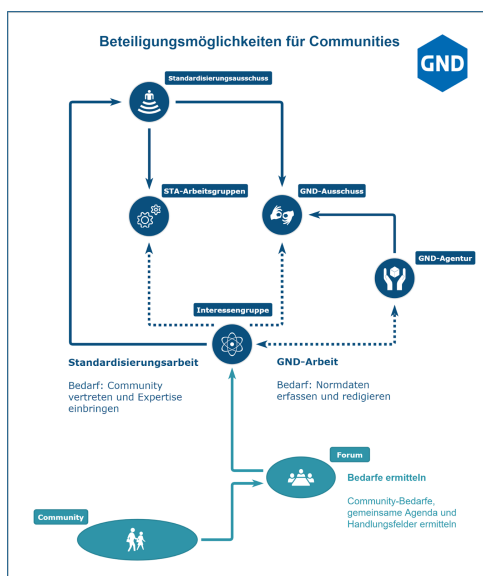 Beteiligungsmöglichkeiten für Communities
GND
Standardisierungsausschuss
STA-Arbeitsgruppen
GND-Ausschuss
GND-Agentur
Interessengruppe
Standardisierungsarbeit
Bedarf: Community
vertreten und Expertise
einbringen
GND-Arbeit
Bedarf: Normdaten
erfassen und redigieren
Forum
Bedarfe ermitteln
Community-Bedarfe,
gemeinsame Agenda und
Handlungsfelder ermitteln
Community